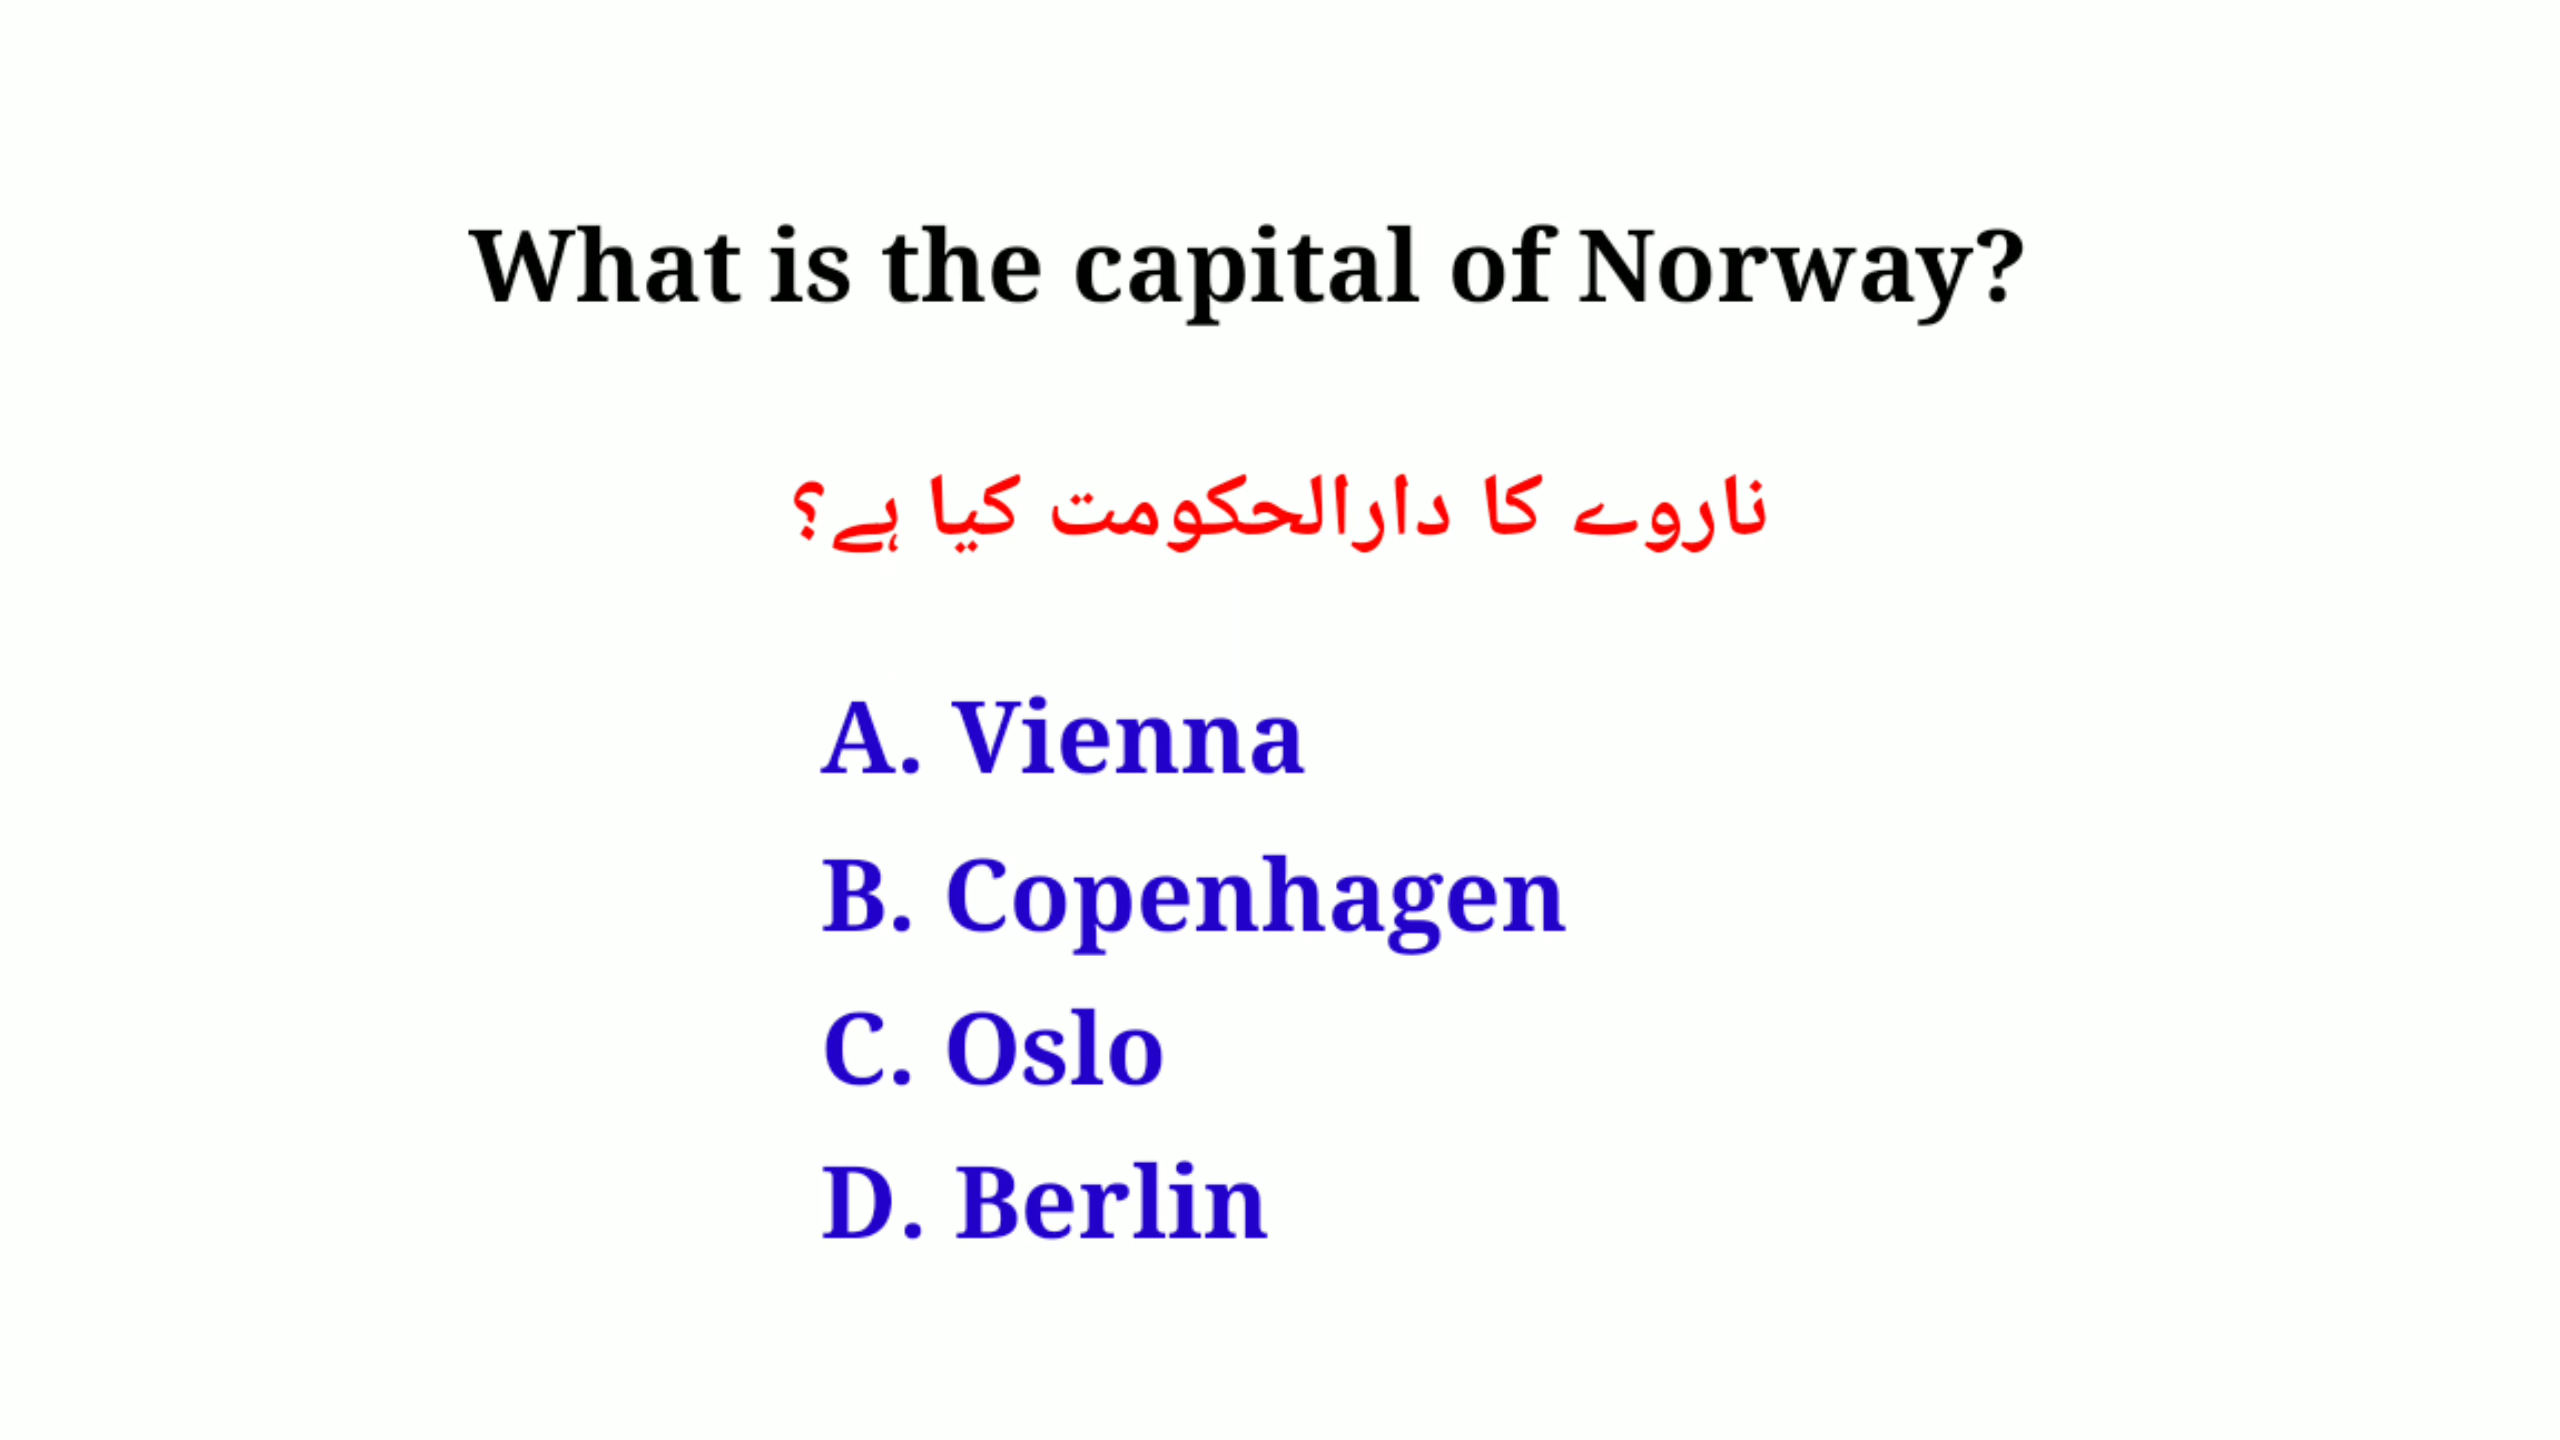 What is the capital of Norway?
ناروے کا دارالحکومت کیا ہے؟
A. Vienna
B. Copenhagen
C. Oslo
D. Berlin